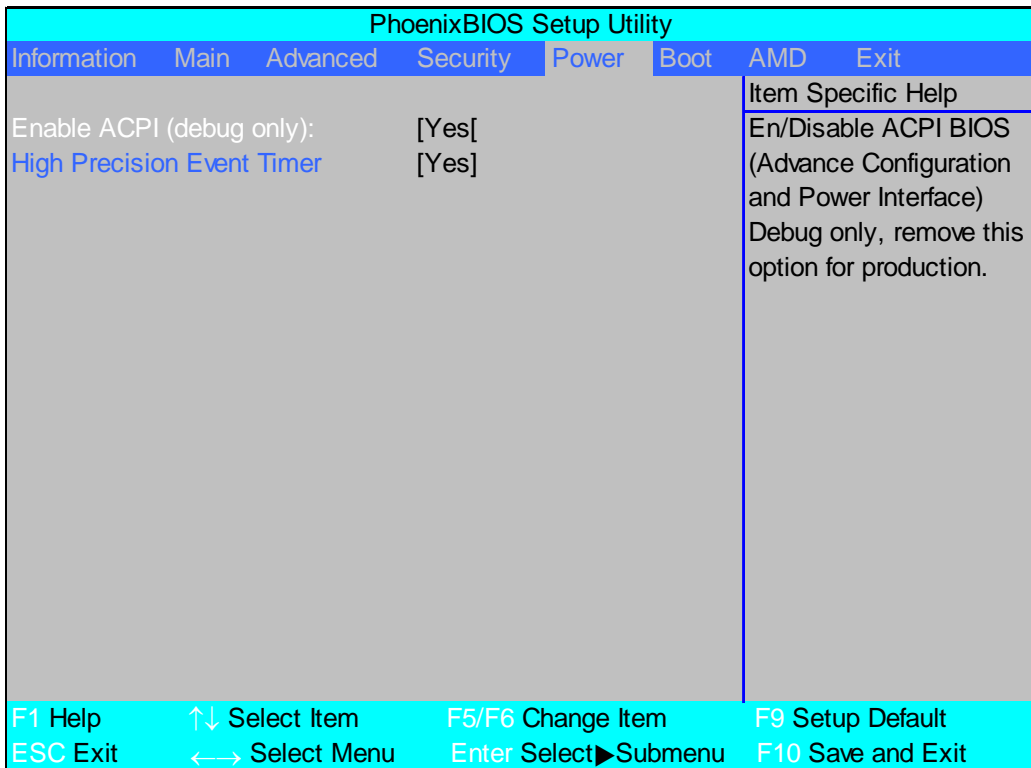 PhoenixBIOS Setup Utility
Information Main Advanced Security Power Boot AMD Exit
Item Specific Help
Enable ACPI (debug only): [Yes[
High Precision Event Timer [Yes]
En/Disable ACPI BIOS
(Advance Configuration
and Power Interface)
Debug only, remove this
option for production.
F1 Help ↑↓ Select Item F5/F6 Change Item F9 Setup Default
ESC Exit ←→ Select Menu Enter Select▶Submenu F10 Save and Exit